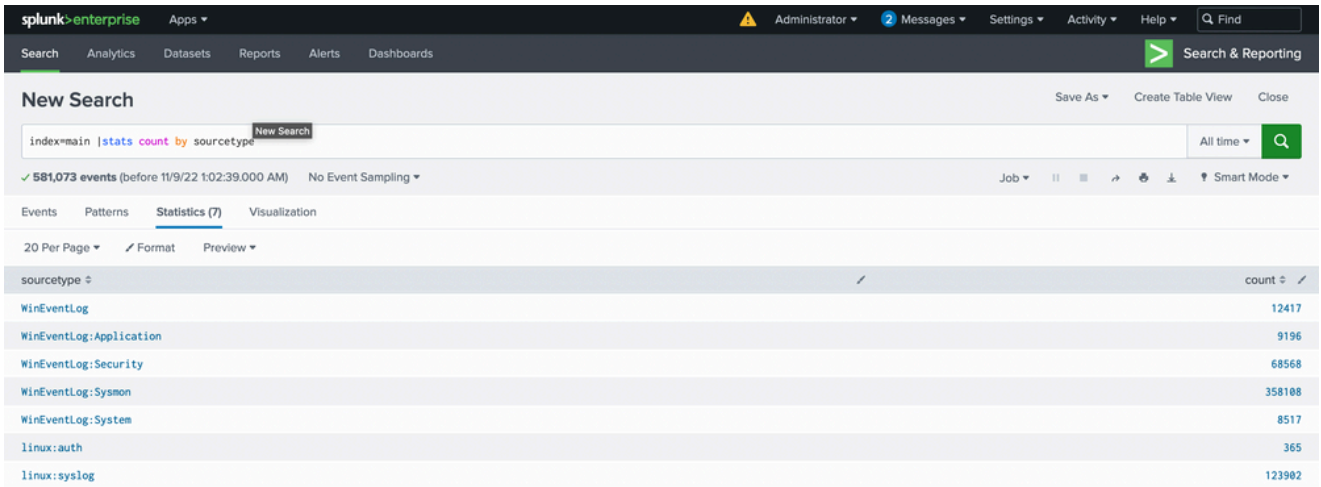 splunk>enterprise Apps Administrator 2 Messages Settings Activity Help Find
Search Analytics Datasets Reports Alerts Dashboards Search & Reporting
New Search Save As Create Table View Close
New Search
index=main |stats count by sourcetype All time
✓ 581,073 events (before 11/9/22 1:02:39.000 AM) No Event Sampling Job Smart Mode
Events Patterns Statistics (7) Visualization
20 Per Page Format Preview
sourcetype count
WinEventLog 12417
WinEventLog:Application 9196
WinEventLog:Security 68568
WinEventLog:Sysmon 358108
WinEventLog:System 8517
linux:auth 365
linux:syslog 123902